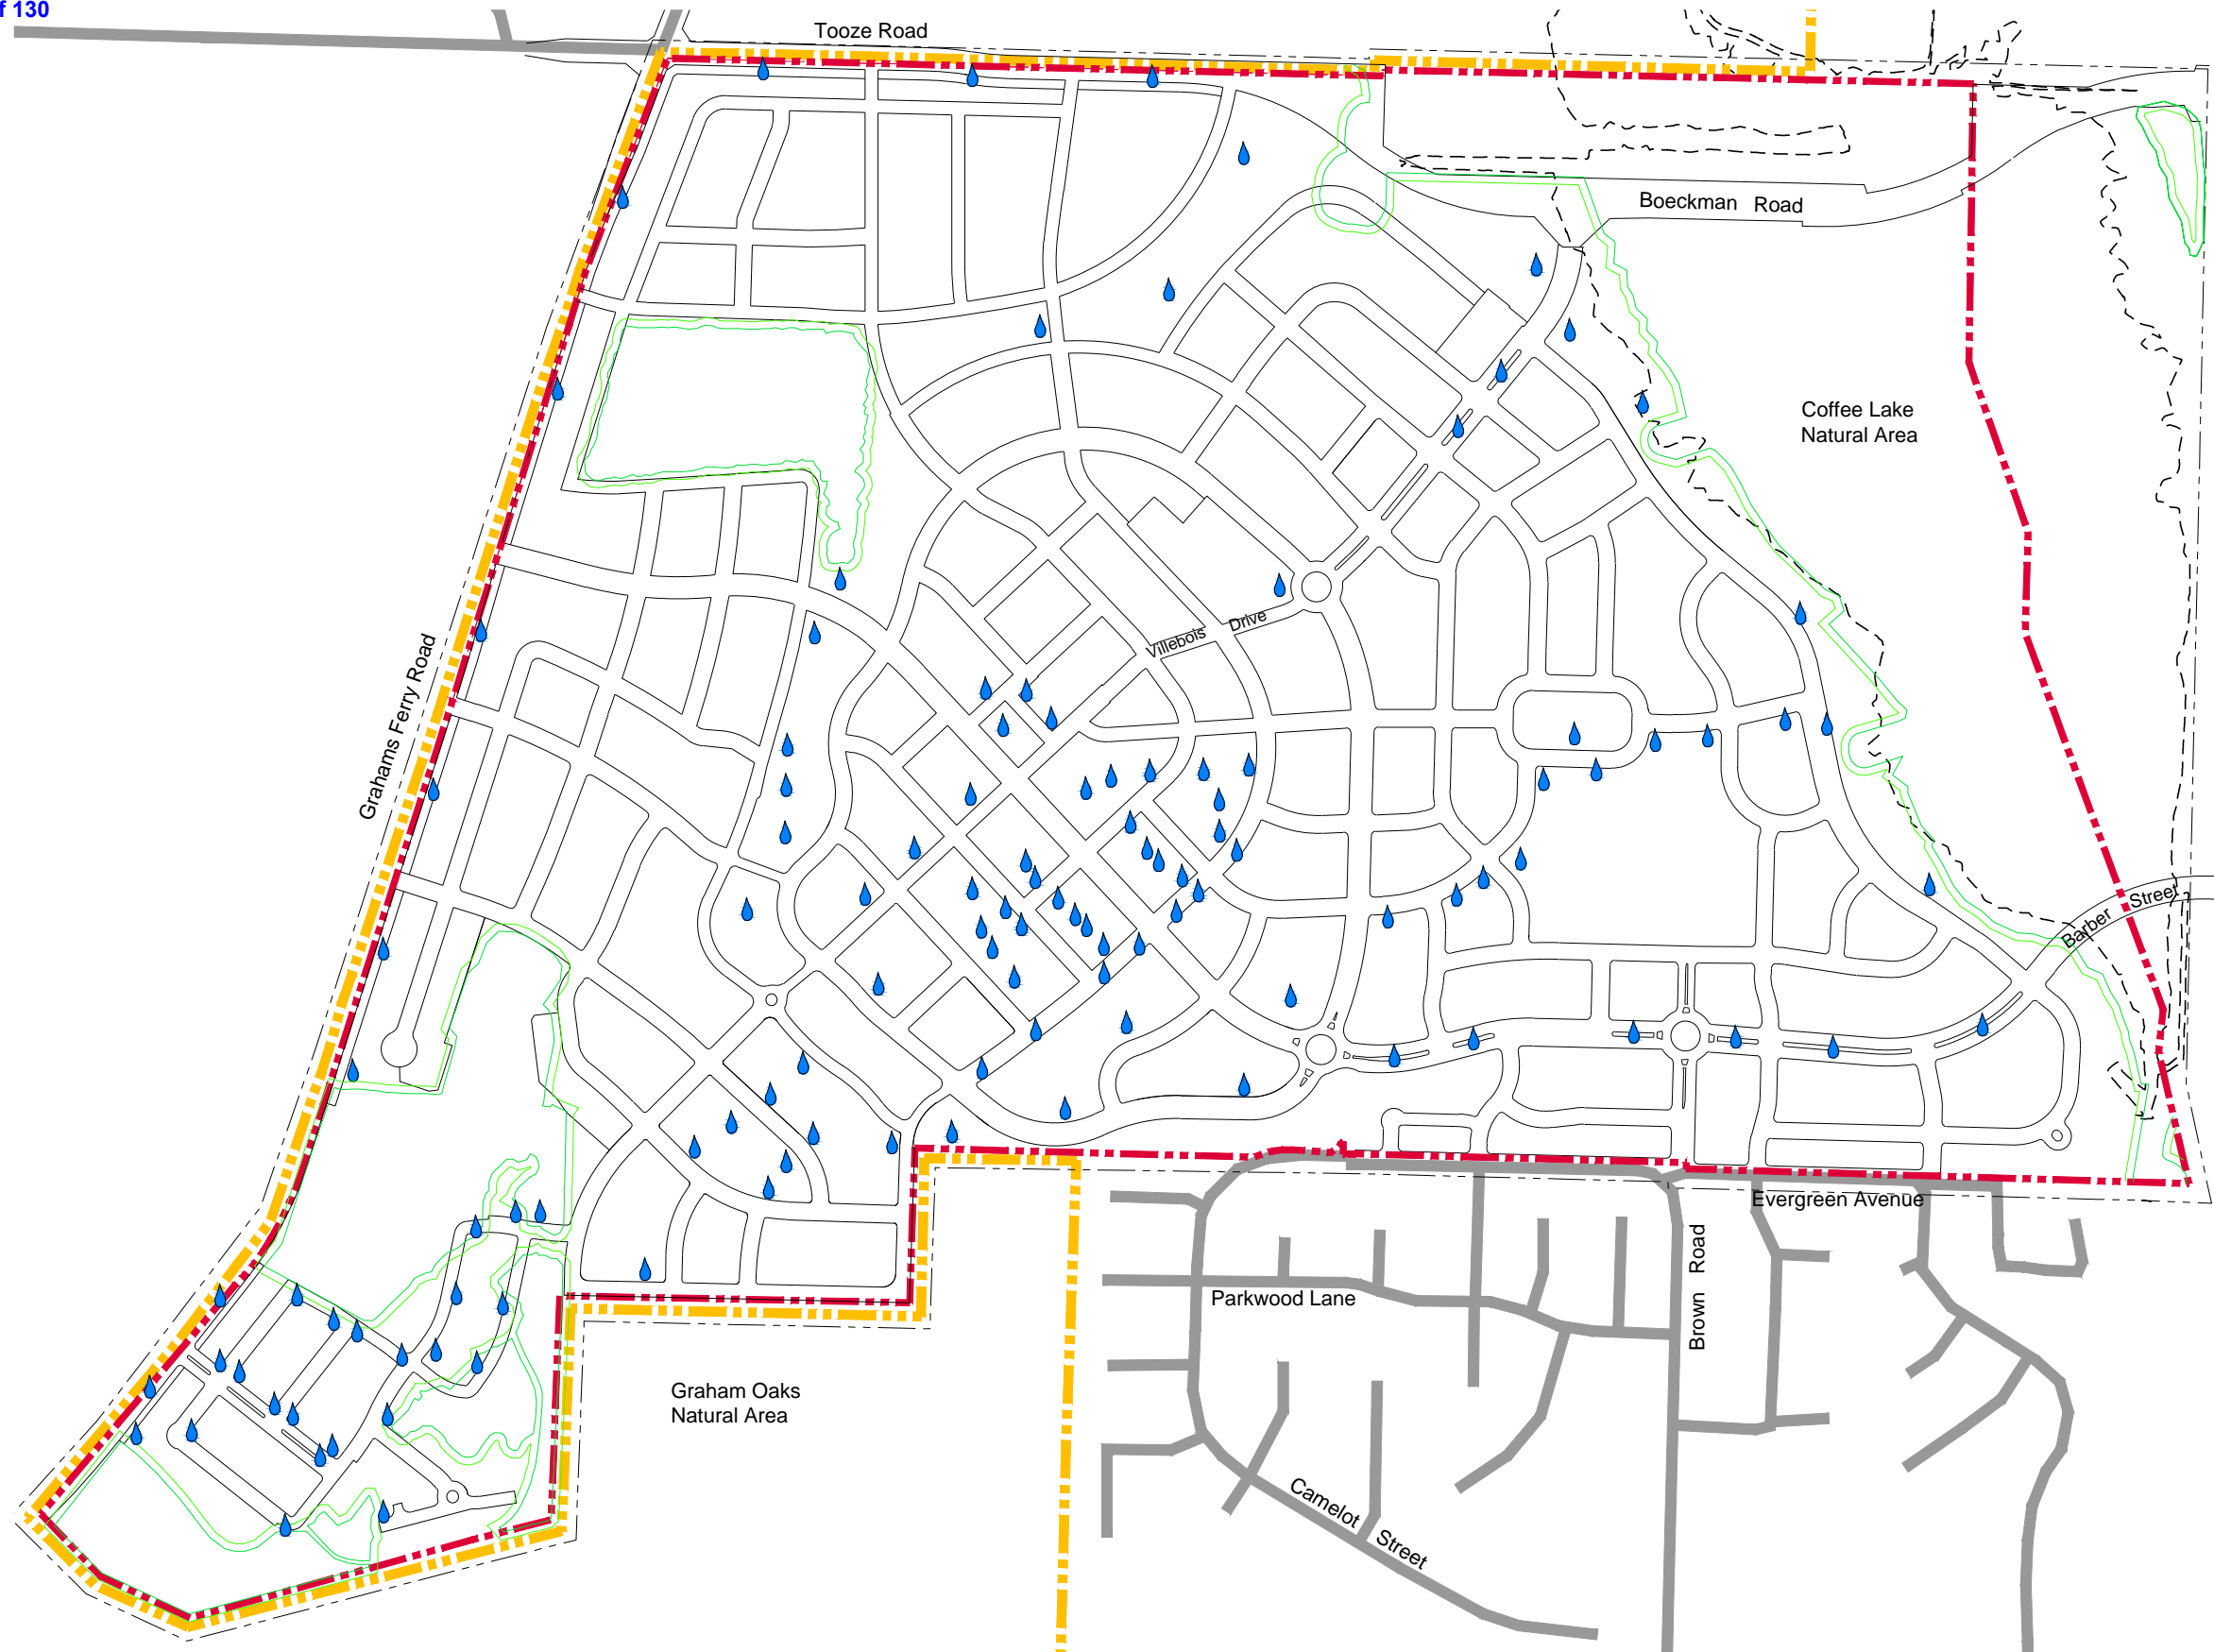 f 130
Tooze Road
Boeckman Road
Coffee Lake
Natural Area
Villebois Drive
Grahams Ferry Road
Barber Street
Evergreen Avenue
Brown Road
Parkwood Lane
Graham Oaks
Natural Area
Camelot Street